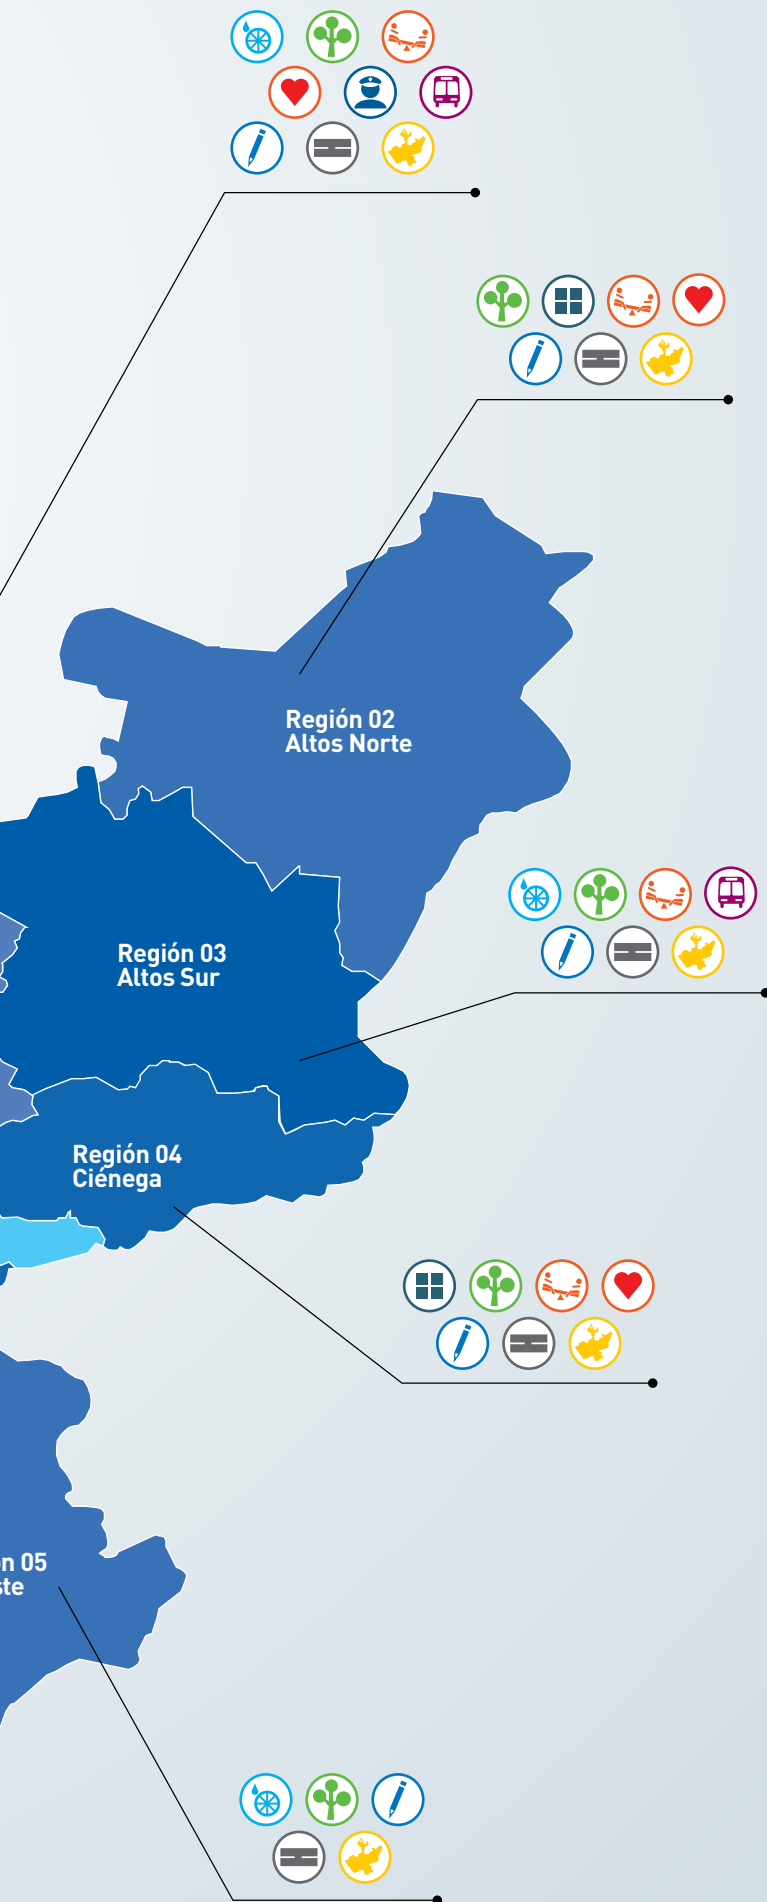 Región 02
Altos Norte
Región 03
Altos Sur
Región 04
Ciénega
n 05
ste